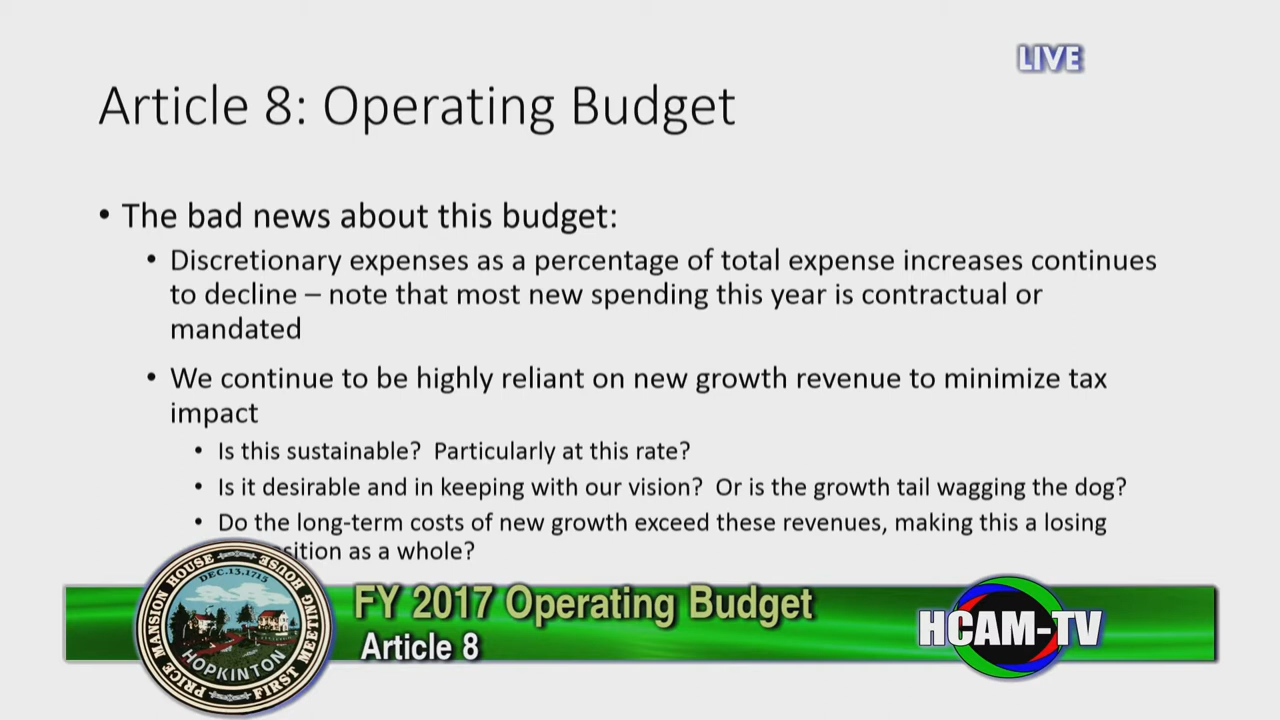 LIVE
Article 8: Operating Budget
• The bad news about this budget:
• Discretionary expenses as a percentage of total expense increases continues
to decline – note that most new spending this year is contractual or
mandated
• We continue to be highly reliant on new growth revenue to minimize tax
impact
• Is this sustainable?  Particularly at this rate?
• Is it desirable and in keeping with our vision?  Or is the growth tail wagging the dog?
• Do the long-term costs of new growth exceed these revenues, making this a losing
as a whole?
FY 2017 Operating Budget
Article 8
HCAM-TV
PRICE MANSION HOUSE
FIRST MEETING HOUSE
DEC.13.1715
HOPKINTON